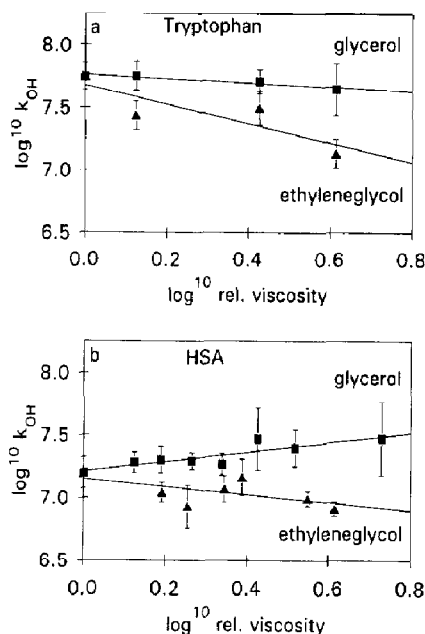 a Tryptophan
glycerol
ethyleneglycol
log¹⁰ k_OH
8.0
7.5
7.0
6.5
0.0 0.2 0.4 0.6 0.8
log¹⁰ rel. viscosity
b HSA
glycerol
ethyleneglycol
log¹⁰ k_OH
8.0
7.5
7.0
6.5
0.0 0.2 0.4 0.6 0.8
log¹⁰ rel. viscosity